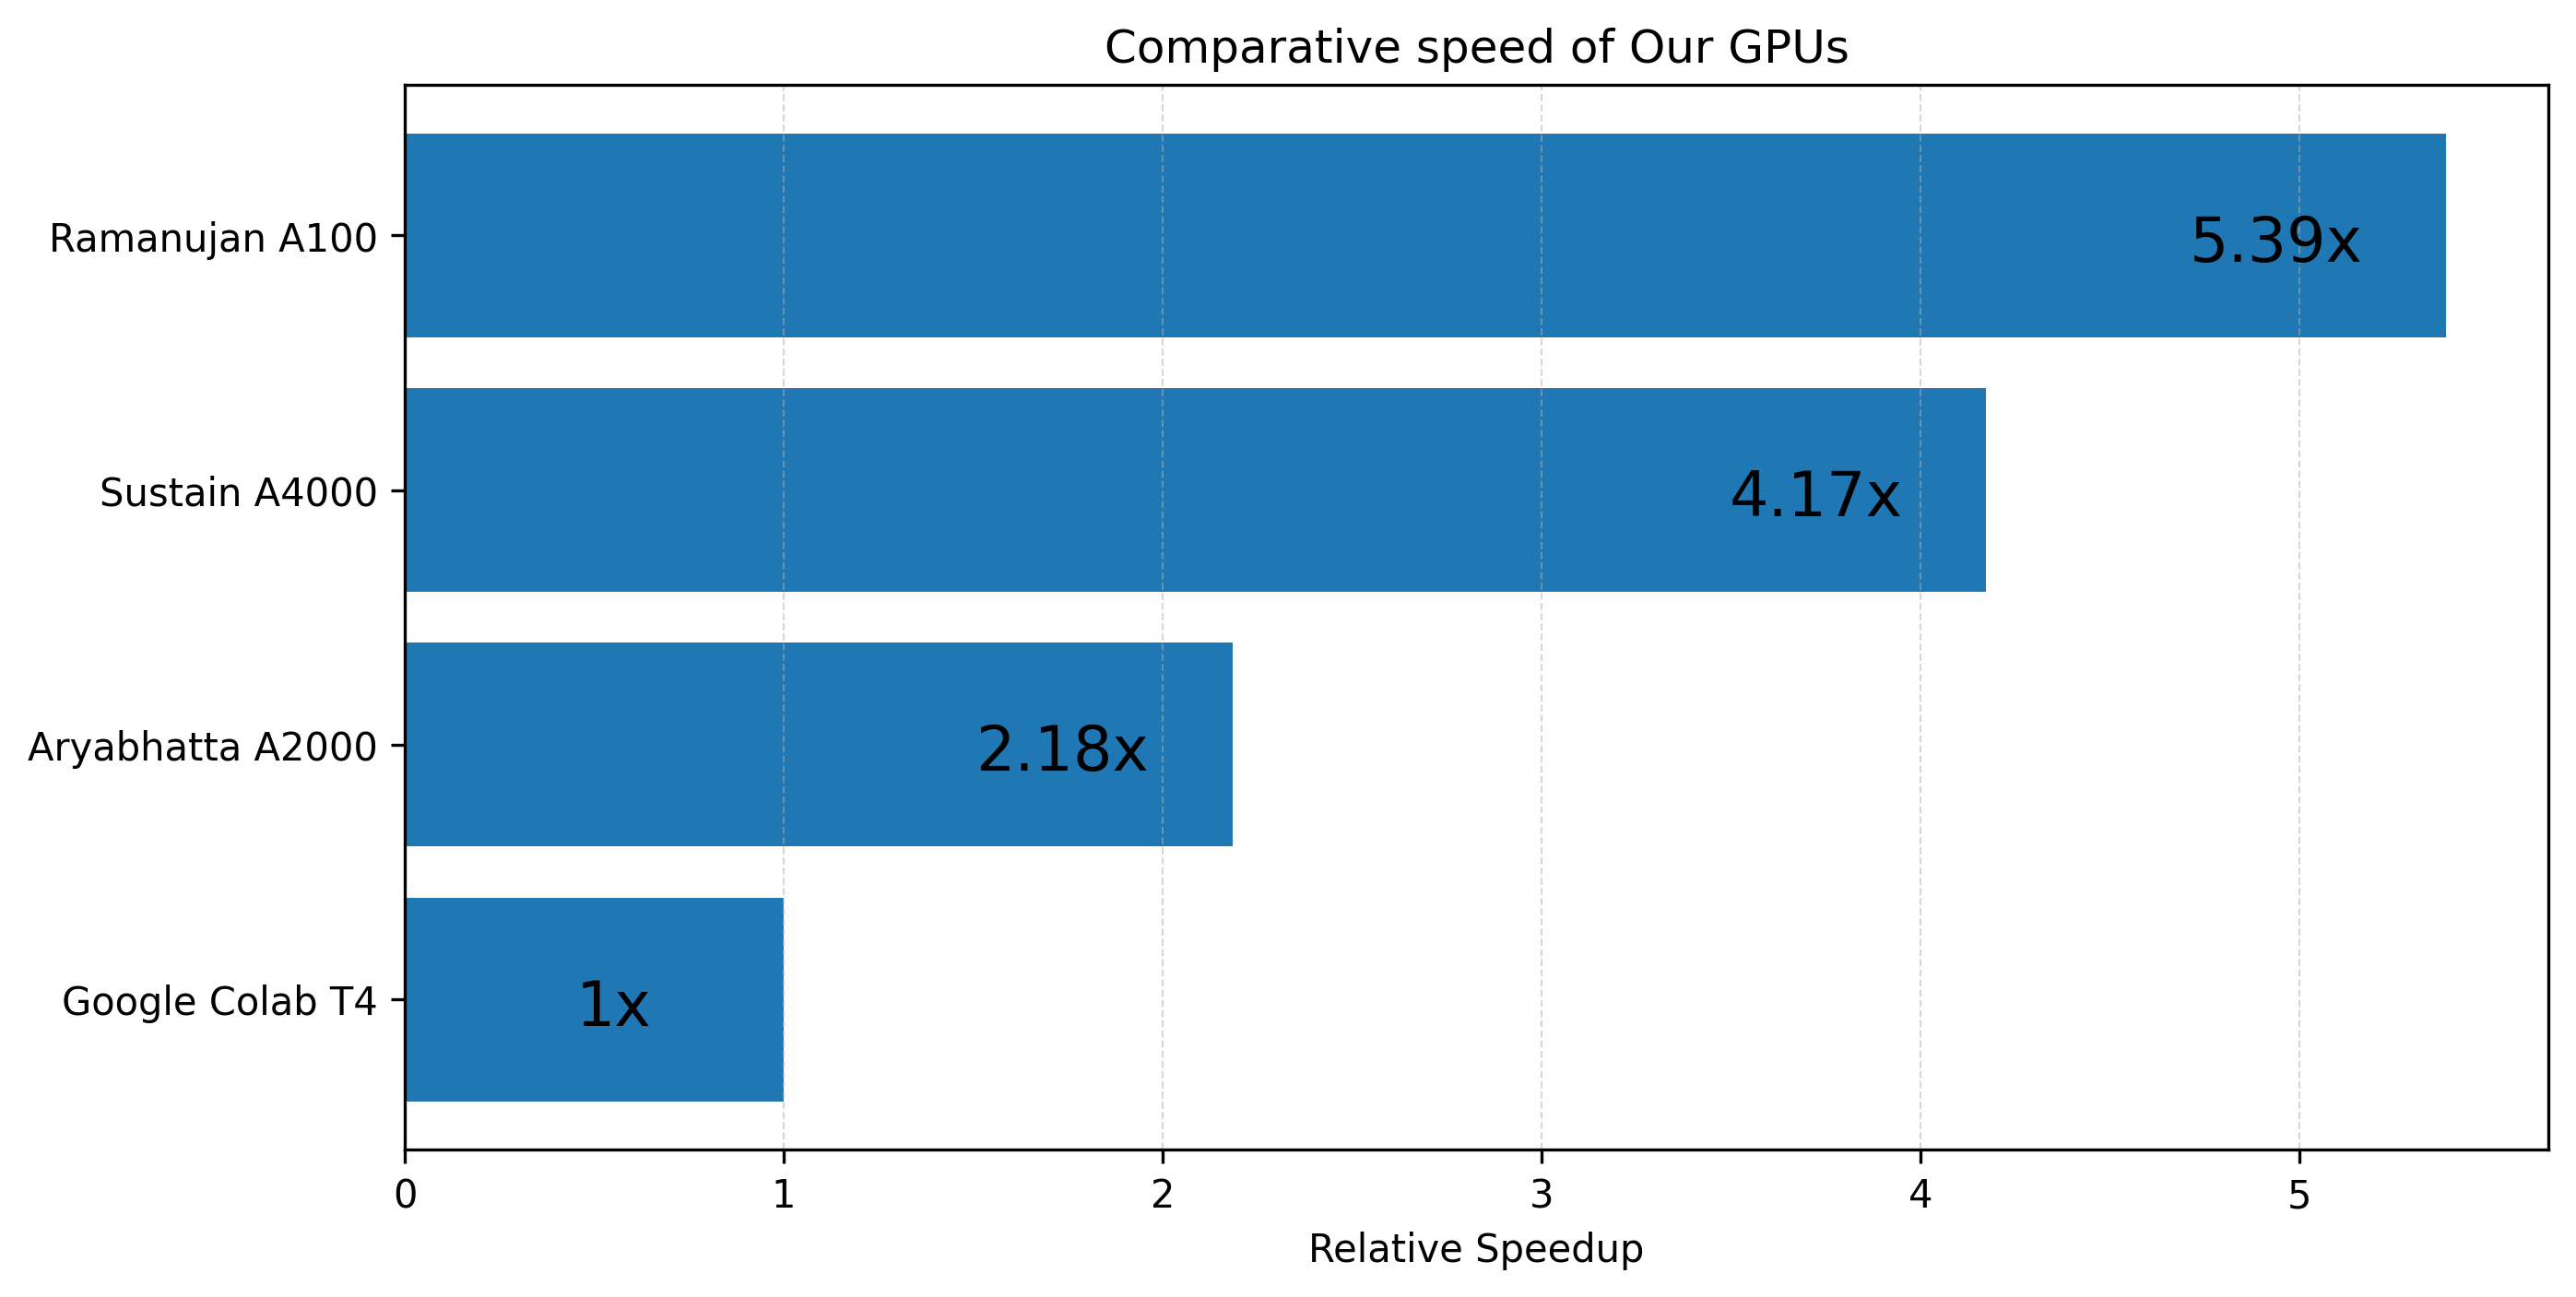 Comparative speed of Our GPUs
Ramanujan A100
5.39x
Sustain A4000
4.17x
Aryabhatta A2000
2.18x
Google Colab T4
1x
0 1 2 3 4 5
Relative Speedup